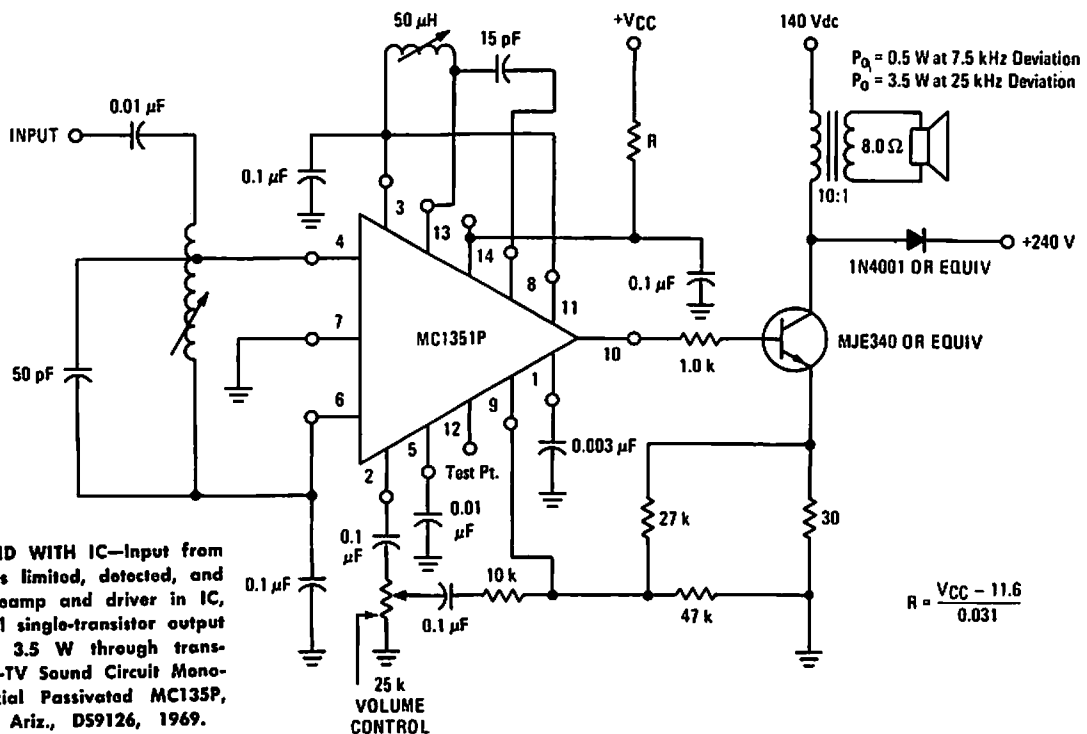 50 µH
15 pF
+VCC
140 Vdc
Po = 0.5 W at 7.5 kHz Deviation
Po = 3.5 W at 25 kHz Deviation
0.01 µF
INPUT
0.1 µF
R
8.0 Ω
10:1
3
13
14
8
11
4
0.1 µF
+240 V
1N4001 OR EQUIV
7
MC1351P
10
1.0 k
MJE340 OR EQUIV
50 pF
6
1
9
12
5
2
Test Pt.
0.003 µF
0.01 µF
27 k
30
0.1 µF
0.1 µF
10 k
0.1 µF
47 k
R = VCC – 11.6
0.031
25 k
VOLUME
CONTROL
ID WITH IC—Input from
s limited, detected, and
eamp and driver in IC,
1 single-transistor output
3.5 W through trans-
-TV Sound Circuit Mono-
ial Passivated MC135P,
Ariz., DS9126, 1969.